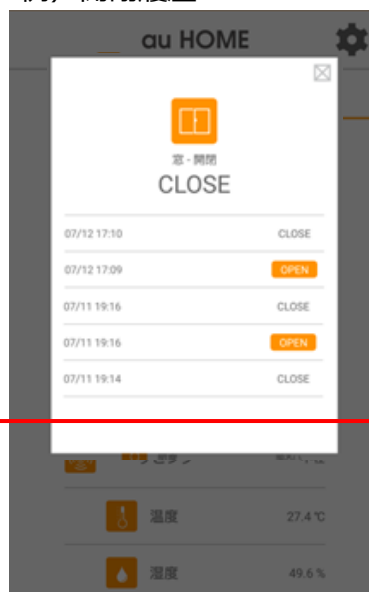 au HOME
窓 - 開閉
CLOSE
07/12 17:10 CLOSE
07/12 17:09 OPEN
07/11 19:16 CLOSE
07/11 19:16 OPEN
07/11 19:14 CLOSE
温度 27.4 ℃
湿度 49.6 %